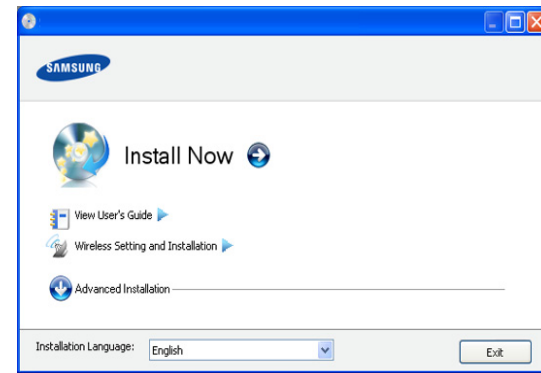 SAMSUNG
Install Now
View User's Guide
Wireless Setting and Installation
Advanced Installation
Installation Language: English Exit